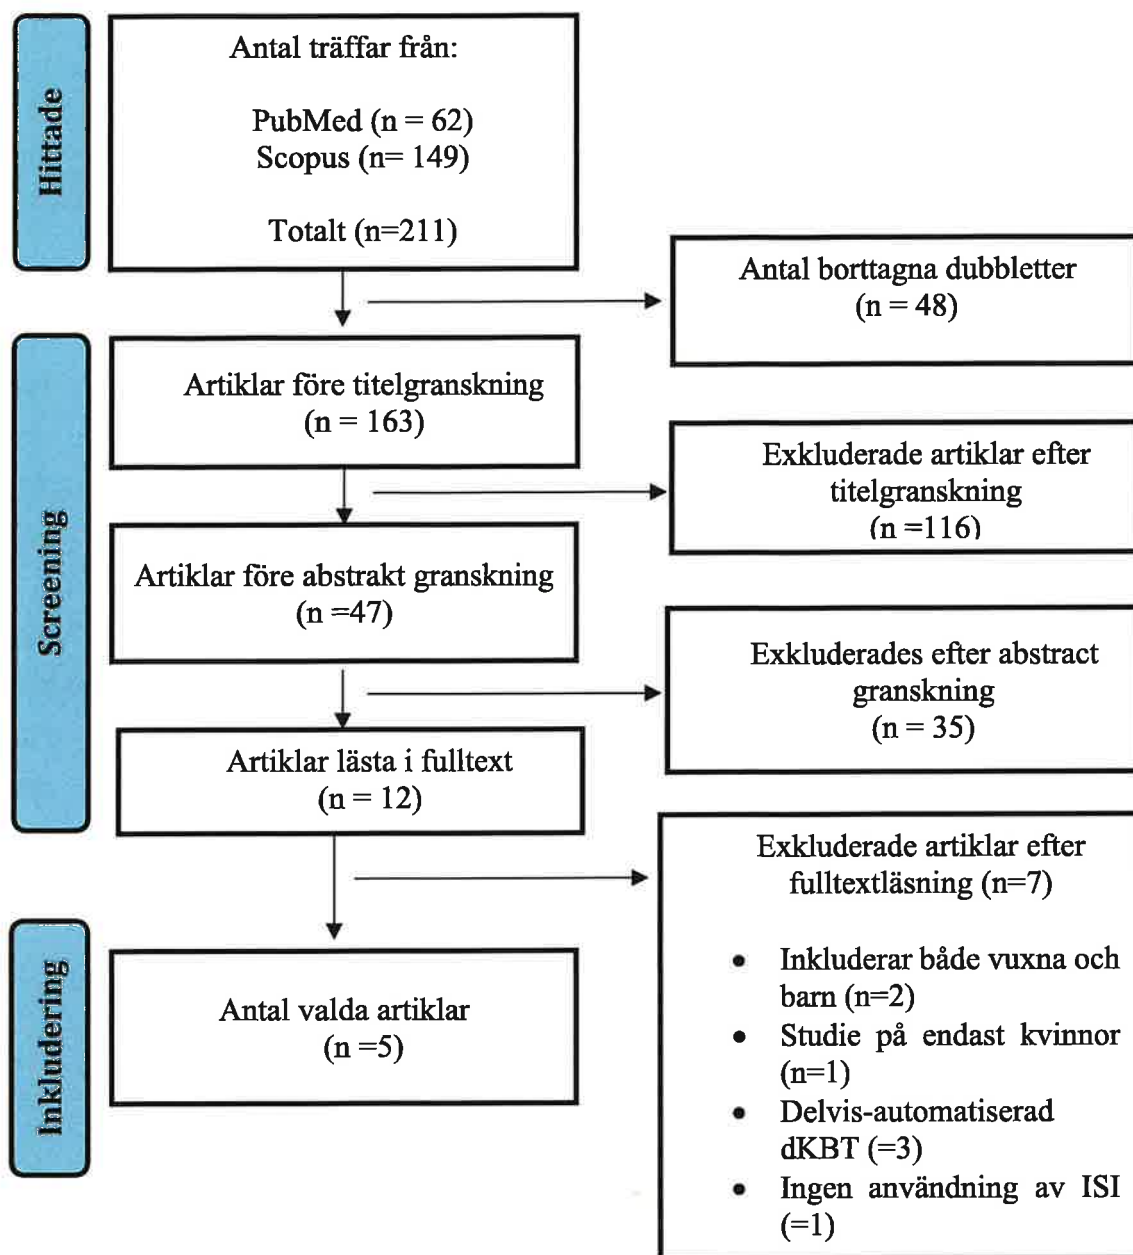 Hittade
Antal träffar från:
PubMed (n = 62)
Scopus (n= 149)
Totalt (n=211)
Antal borttagna dubbletter
(n = 48)
Screening
Artiklar före titelgranskning
(n = 163)
Exkluderade artiklar efter
titelgranskning
(n =116)
Artiklar före abstrakt granskning
(n =47)
Exkluderades efter abstract
granskning
(n = 35)
Artiklar lästa i fulltext
(n = 12)
Exkluderade artiklar efter
fulltextläsning (n=7)
• Inkluderar både vuxna och
barn (n=2)
• Studie på endast kvinnor
(n=1)
• Delvis-automatiserad
dKBT (=3)
• Ingen användning av ISI
(=1)
Inkludering
Antal valda artiklar
(n =5)